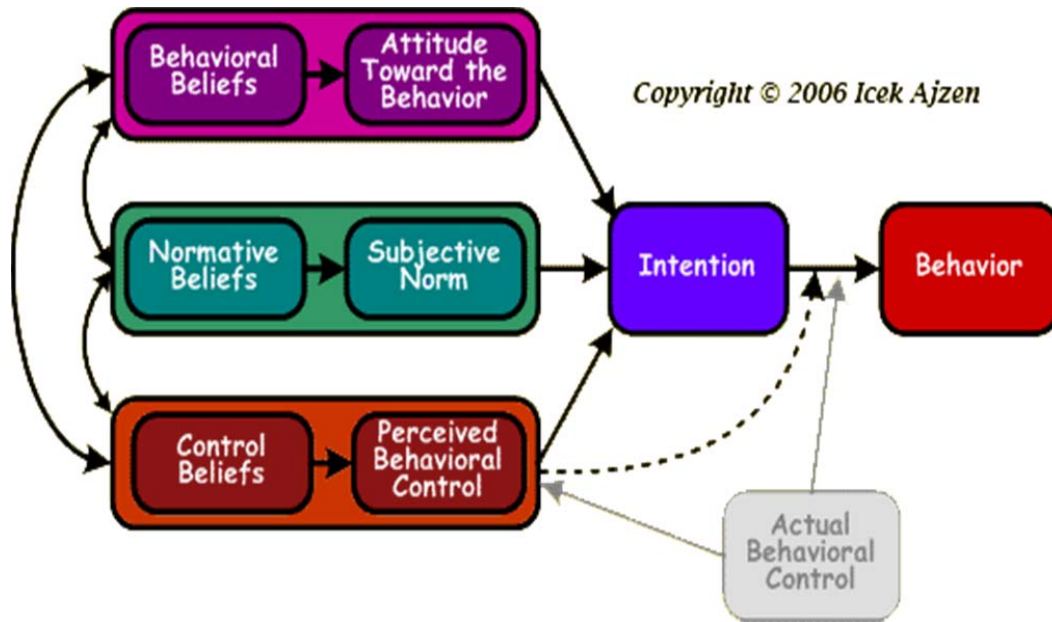 Behavioral
Beliefs
Attitude
Toward the
Behavior
Copyright © 2006 Icek Ajzen
Normative
Beliefs
Subjective
Norm
Intention
Behavior
Control
Beliefs
Perceived
Behavioral
Control
Actual
Behavioral
Control